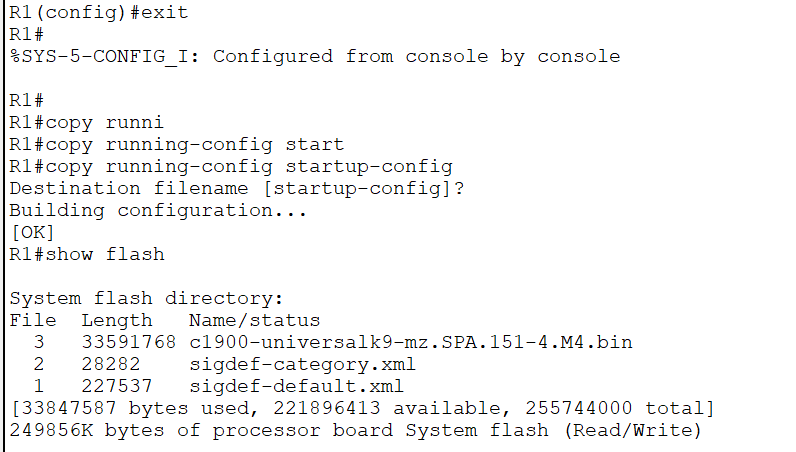 R1(config)#exit
R1#
%SYS-5-CONFIG_I: Configured from console by console
R1#
R1#copy runni
R1#copy running-config start
R1#copy running-config startup-config
Destination filename [startup-config]?
Building configuration...
[OK]
R1#show flash
System flash directory:
File  Length   Name/status
  3   33591768 c1900-universalk9-mz.SPA.151-4.M4.bin
  2   28282    sigdef-category.xml
  1   227537   sigdef-default.xml
[33847587 bytes used, 221896413 available, 255744000 total]
249856K bytes of processor board System flash (Read/Write)